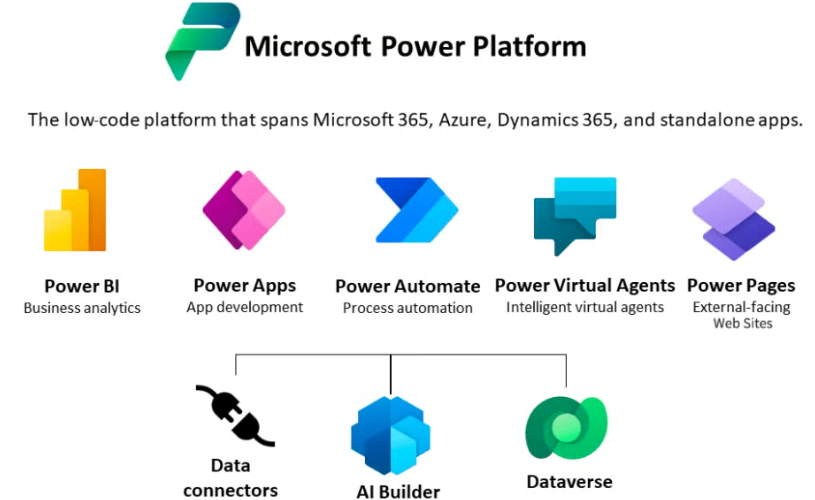 Microsoft Power Platform
The low-code platform that spans Microsoft 365, Azure, Dynamics 365, and standalone apps.
Power BI
Business analytics
Power Apps
App development
Power Automate
Process automation
Power Virtual Agents
Intelligent virtual agents
Power Pages
External-facing
Web Sites
Data
connectors
AI Builder
Dataverse